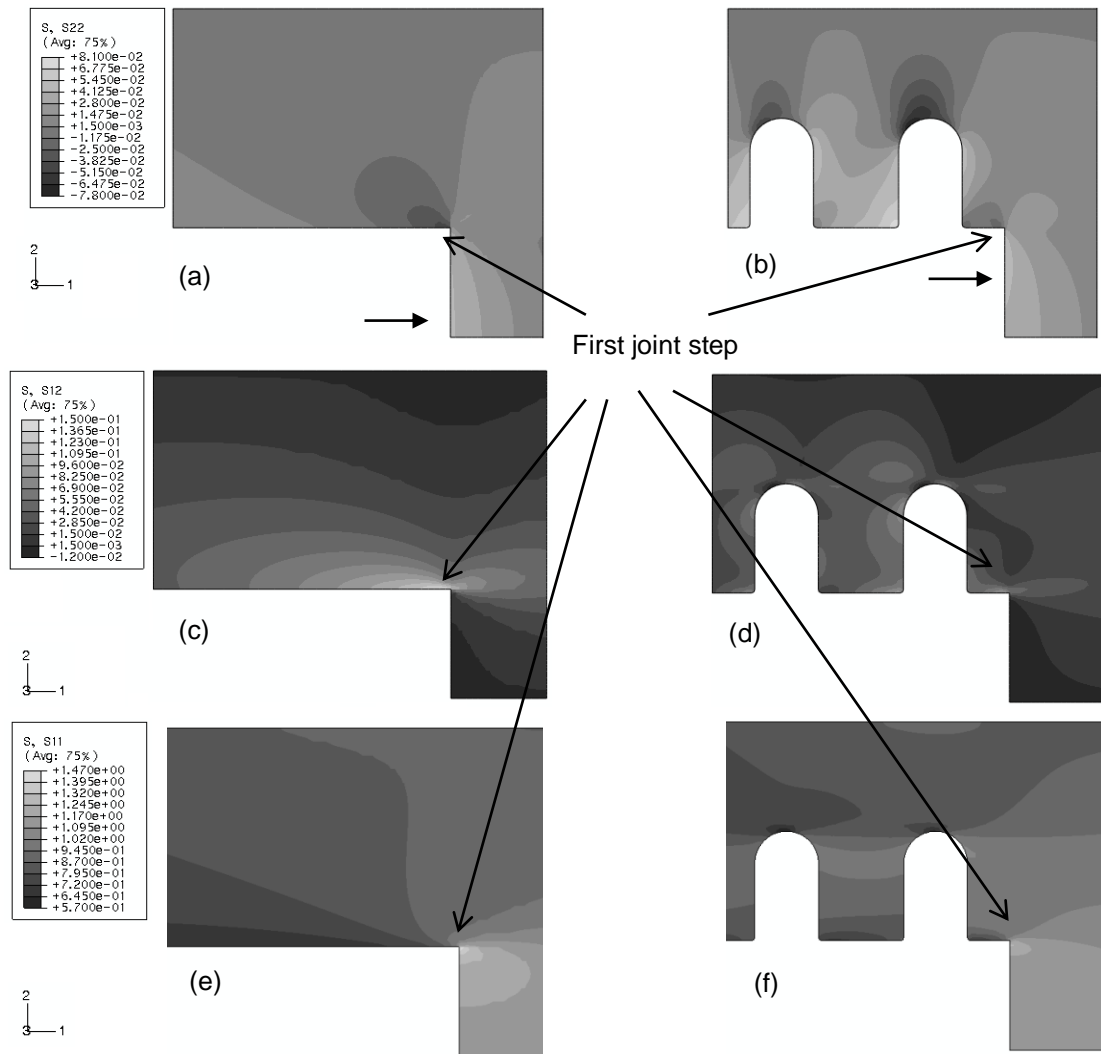 S, S22
(Avg: 75%)
+8.100e-02
+6.775e-02
+5.450e-02
+4.125e-02
+2.800e-02
+1.475e-02
+1.500e-03
-1.175e-02
-2.500e-02
-3.825e-02
-5.150e-02
-6.475e-02
-7.800e-02
2
3 1
(a)
(b)
First joint step
S, S12
(Avg: 75%)
+1.500e-01
+1.365e-01
+1.230e-01
+1.095e-01
+9.600e-02
+8.250e-02
+6.900e-02
+5.550e-02
+4.200e-02
+2.850e-02
+1.500e-02
+1.500e-03
-1.200e-02
2
3 1
(c)
(d)
S, S11
(Avg: 75%)
+1.470e+00
+1.395e+00
+1.320e+00
+1.245e+00
+1.170e+00
+1.095e+00
+1.020e+00
+9.450e-01
+8.700e-01
+7.950e-01
+7.200e-01
+6.450e-01
+5.700e-01
2
3 1
(e)
(f)